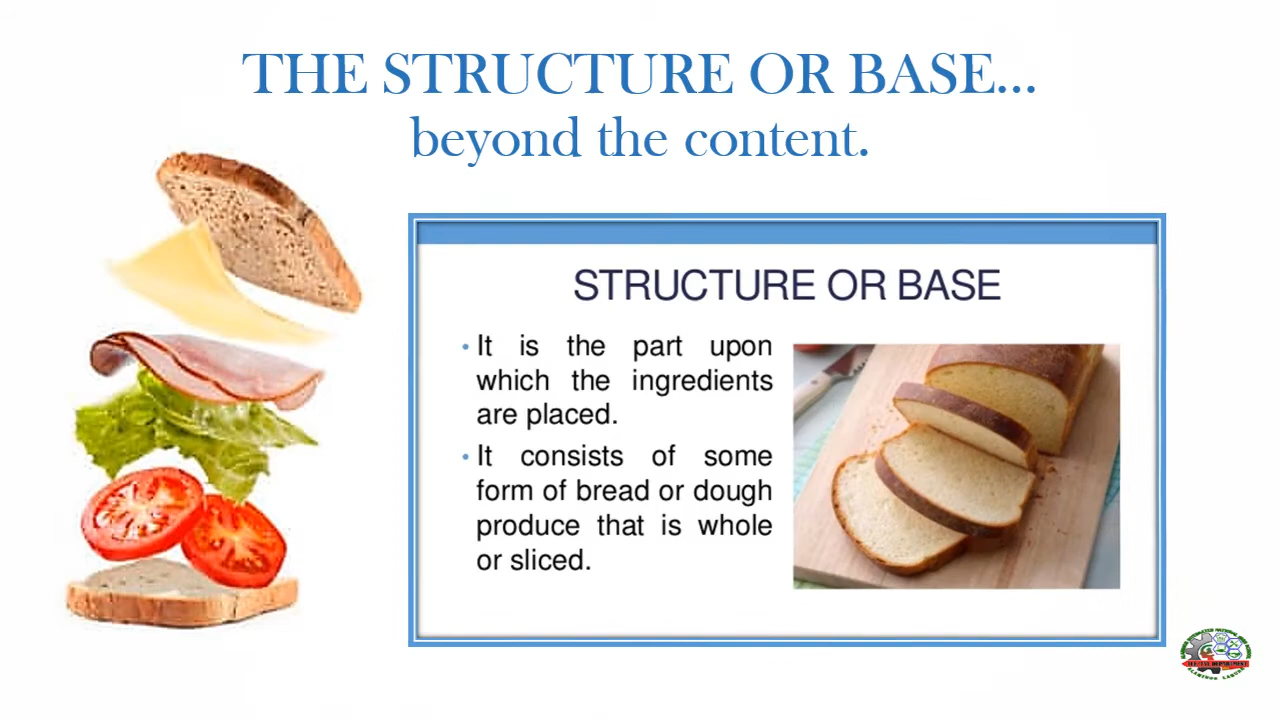 THE STRUCTURE OR BASE...
beyond the content.
STRUCTURE OR BASE
• It is the part upon
which the ingredients
are placed.
• It consists of some
form of bread or dough
produce that is whole
or sliced.